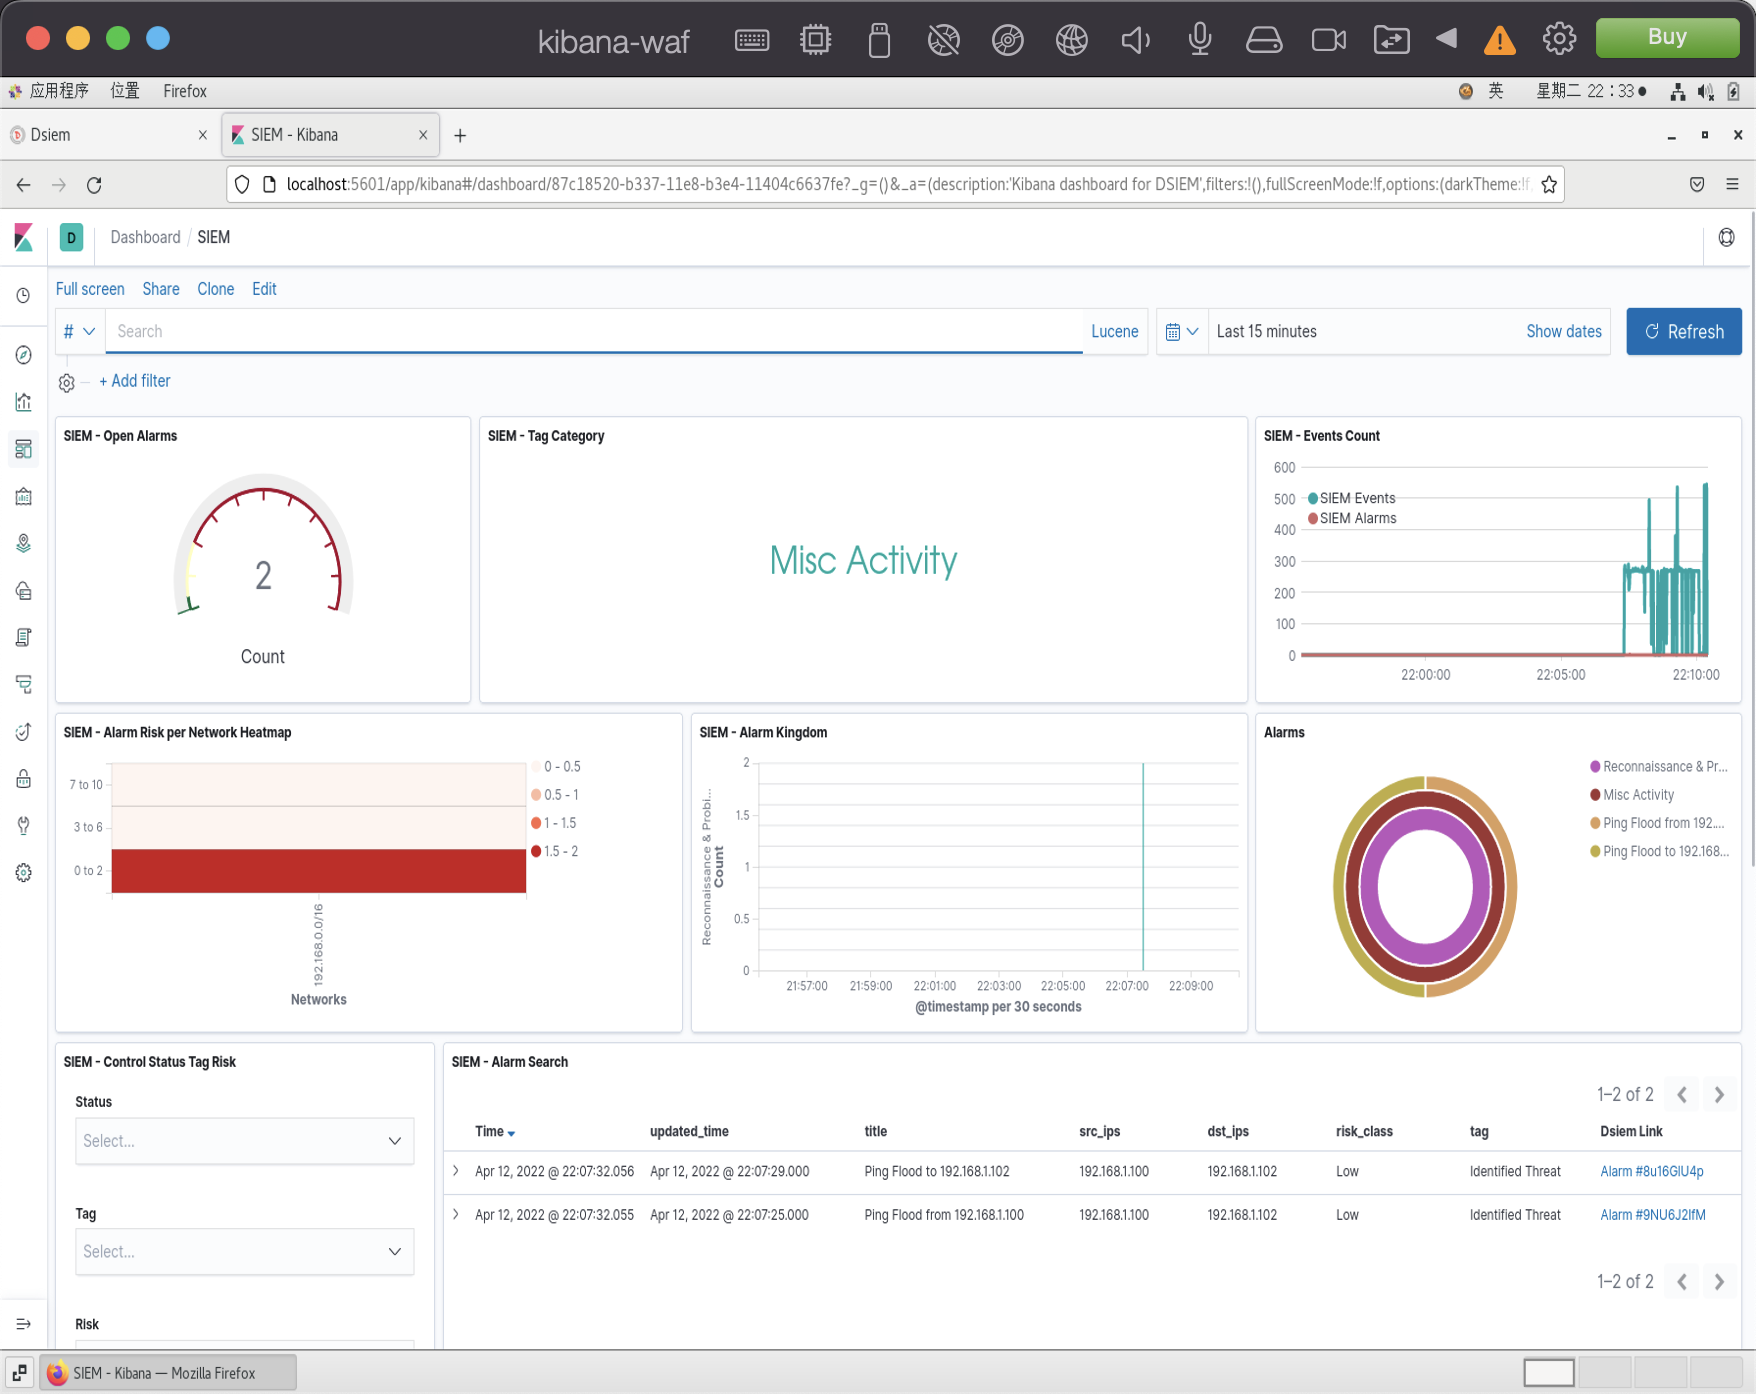 kibana-waf
Buy
应用程序 位置 Firefox
英 星期二 22:33
Dsiem
SIEM - Kibana
localhost:5601/app/kibana#/dashboard/87c18520-b337-11e8-b3e4-11404c6637fe?_g=()&_a=(description:'Kibana dashboard for DSIEM',filters:!(),fullScreenMode:!f,options:(darkTheme:!f,
D Dashboard / SIEM
Full screen Share Clone Edit
# Search Lucene Last 15 minutes Show dates Refresh
+ Add filter
SIEM - Open Alarms
2
Count
SIEM - Tag Category
Misc Activity
SIEM - Events Count
600
500
400
300
200
100
0
SIEM Events
SIEM Alarms
22:00:00 22:05:00 22:10:00
SIEM - Alarm Risk per Network Heatmap
7 to 10
3 to 6
0 to 2
0 - 0.5
0.5 - 1
1 - 1.5
1.5 - 2
192.168.0.0/16
Networks
SIEM - Alarm Kingdom
Reconnaissance & Probi...
Count
2
1.5
1
0.5
0
21:57:00 21:59:00 22:01:00 22:03:00 22:05:00 22:07:00 22:09:00
@timestamp per 30 seconds
Alarms
Reconnaissance & Pr...
Misc Activity
Ping Flood from 192....
Ping Flood to 192.168...
SIEM - Control Status Tag Risk
Status
Select...
Tag
Select...
Risk
SIEM - Alarm Search
1–2 of 2
Time updated_time title src_ips dst_ips risk_class tag Dsiem Link
Apr 12, 2022 @ 22:07:32.056 Apr 12, 2022 @ 22:07:29.000 Ping Flood to 192.168.1.102 192.168.1.100 192.168.1.102 Low Identified Threat Alarm #8u16GIU4p
Apr 12, 2022 @ 22:07:32.055 Apr 12, 2022 @ 22:07:25.000 Ping Flood from 192.168.1.100 192.168.1.100 192.168.1.102 Low Identified Threat Alarm #9NU6J2IfM
1–2 of 2
SIEM - Kibana — Mozilla Firefox